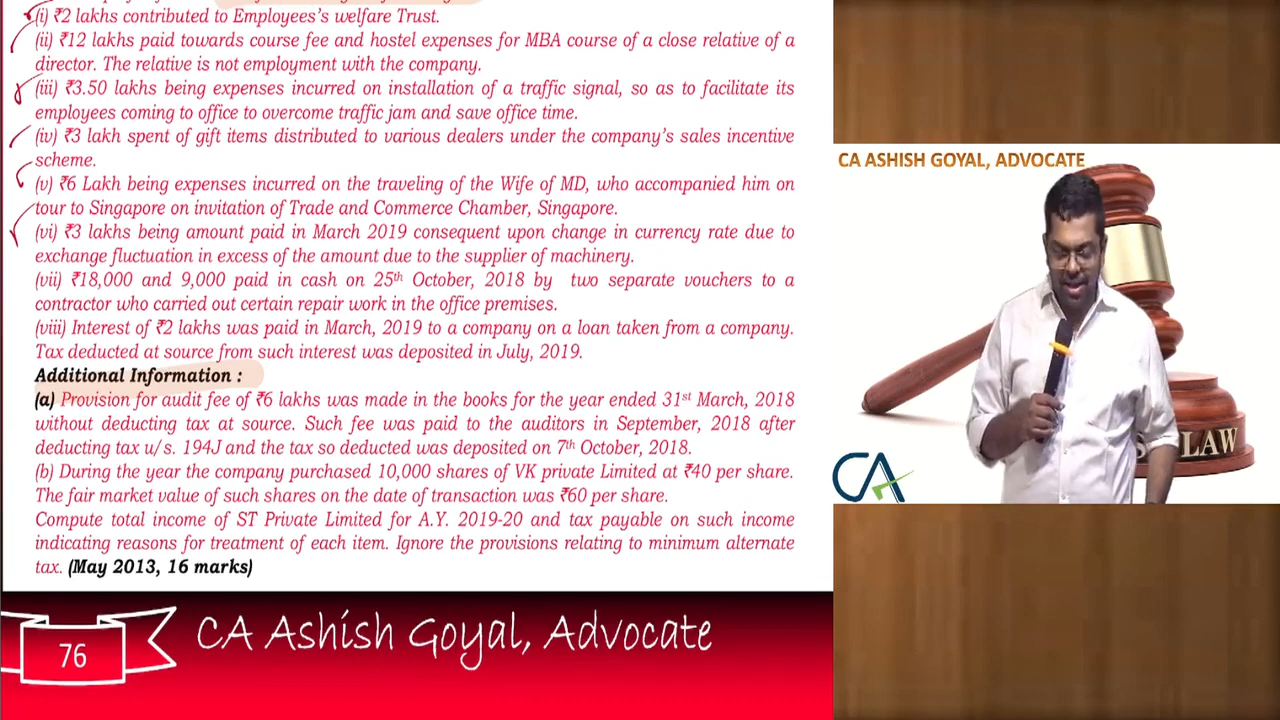 (i) ₹2 lakhs contributed to Employees's welfare Trust.
(ii) ₹12 lakhs paid towards course fee and hostel expenses for MBA course of a close relative of a
director. The relative is not employment with the company.
(iii) ₹3.50 lakhs being expenses incurred on installation of a traffic signal, so as to facilitate its
employees coming to office to overcome traffic jam and save office time.
(iv) ₹3 lakh spent of gift items distributed to various dealers under the company's sales incentive
scheme.
(v) ₹6 Lakh being expenses incurred on the traveling of the Wife of MD, who accompanied him on
tour to Singapore on invitation of Trade and Commerce Chamber, Singapore.
(vi) ₹3 lakhs being amount paid in March 2019 consequent upon change in currency rate due to
exchange fluctuation in excess of the amount due to the supplier of machinery.
(vii) ₹18,000 and 9,000 paid in cash on 25th October, 2018 by two separate vouchers to a
contractor who carried out certain repair work in the office premises.
(viii) Interest of ₹2 lakhs was paid in March, 2019 to a company on a loan taken from a company.
Tax deducted at source from such interest was deposited in July, 2019.
Additional Information :
(a) Provision for audit fee of ₹6 lakhs was made in the books for the year ended 31st March, 2018
without deducting tax at source. Such fee was paid to the auditors in September, 2018 after
deducting tax u/s. 194J and the tax so deducted was deposited on 7th October, 2018.
(b) During the year the company purchased 10,000 shares of VK private Limited at ₹40 per share.
The fair market value of such shares on the date of transaction was ₹60 per share.
Compute total income of ST Private Limited for A.Y. 2019-20 and tax payable on such income
indicating reasons for treatment of each item. Ignore the provisions relating to minimum alternate
tax. (May 2013, 16 marks)
76
CA Ashish Goyal, Advocate
CA ASHISH GOYAL, ADVOCATE
CA
LAW